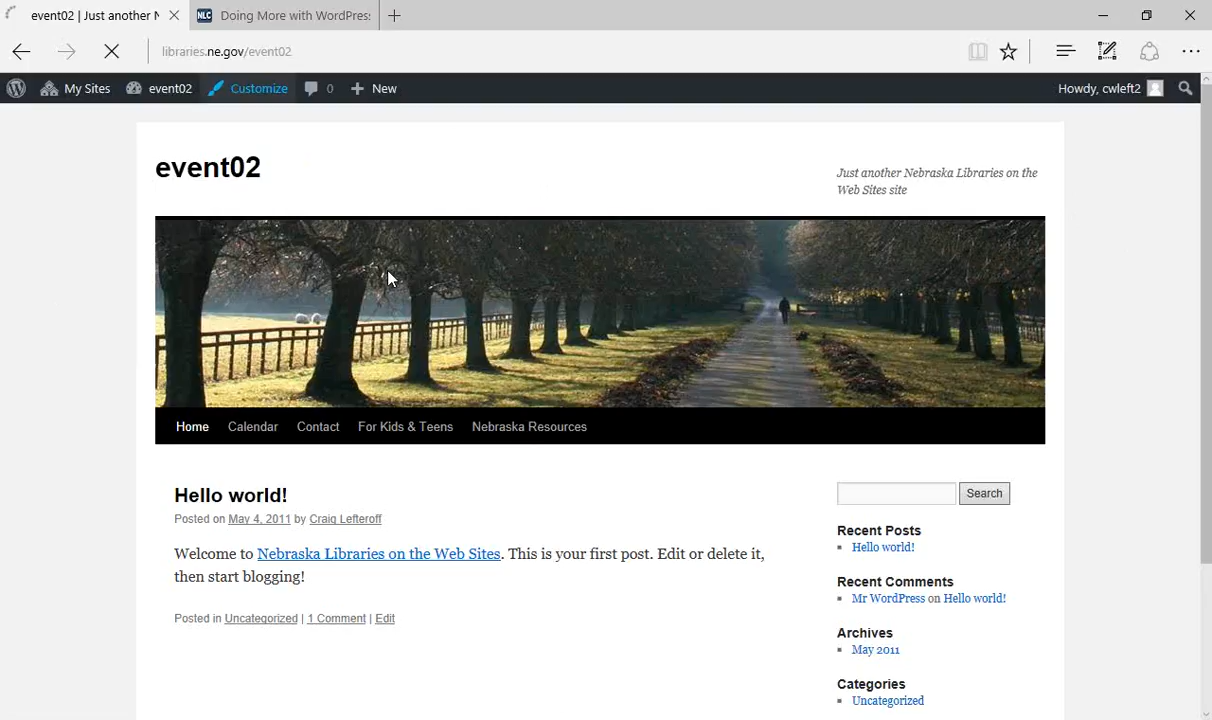 event02 | Just another N
Doing More with WordPres:
libraries.ne.gov/event02
My Sites event02 Customize 0 New Howdy, cwleft2
event02
Just another Nebraska Libraries on the
Web Sites site
Home Calendar Contact For Kids & Teens Nebraska Resources
Hello world!
Posted on May 4, 2011 by Craig Lefteroff
Welcome to Nebraska Libraries on the Web Sites. This is your first post. Edit or delete it,
then start blogging!
Posted in Uncategorized | 1 Comment | Edit
Search
Recent Posts
Hello world!
Recent Comments
Mr WordPress on Hello world!
Archives
May 2011
Categories
Uncategorized